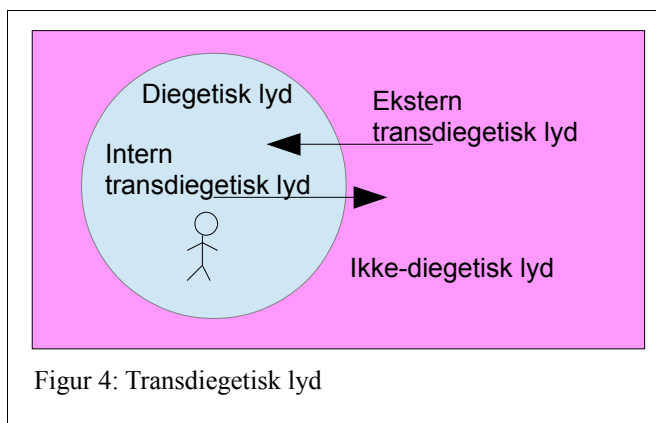 Diegetisk lyd
Ekstern
transdiegetisk lyd
Intern
transdiegetisk lyd
Ikke-diegetisk lyd
Figur 4: Transdiegetisk lyd